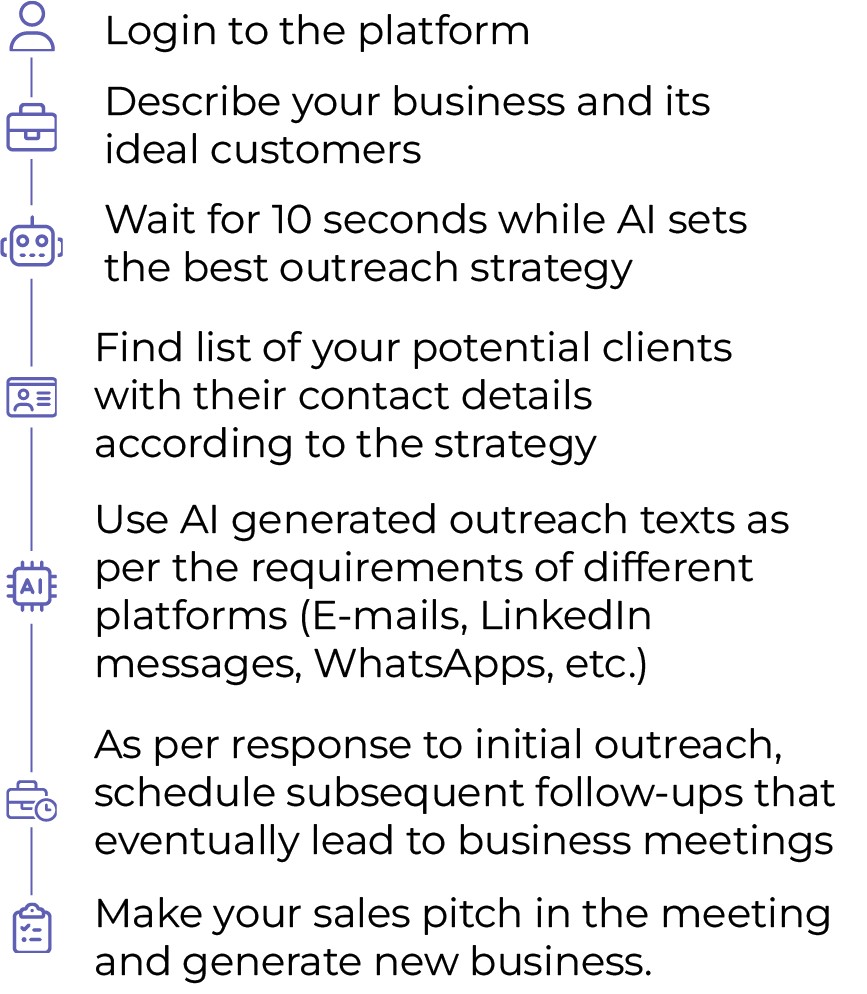 Login to the platform
Describe your business and its
ideal customers
Wait for 10 seconds while AI sets
the best outreach strategy
Find list of your potential clients
with their contact details
according to the strategy
Use AI generated outreach texts as
per the requirements of different
platforms (E-mails, LinkedIn
messages, WhatsApps, etc.)
AI
As per response to initial outreach,
schedule subsequent follow-ups that
eventually lead to business meetings
Make your sales pitch in the meeting
and generate new business.